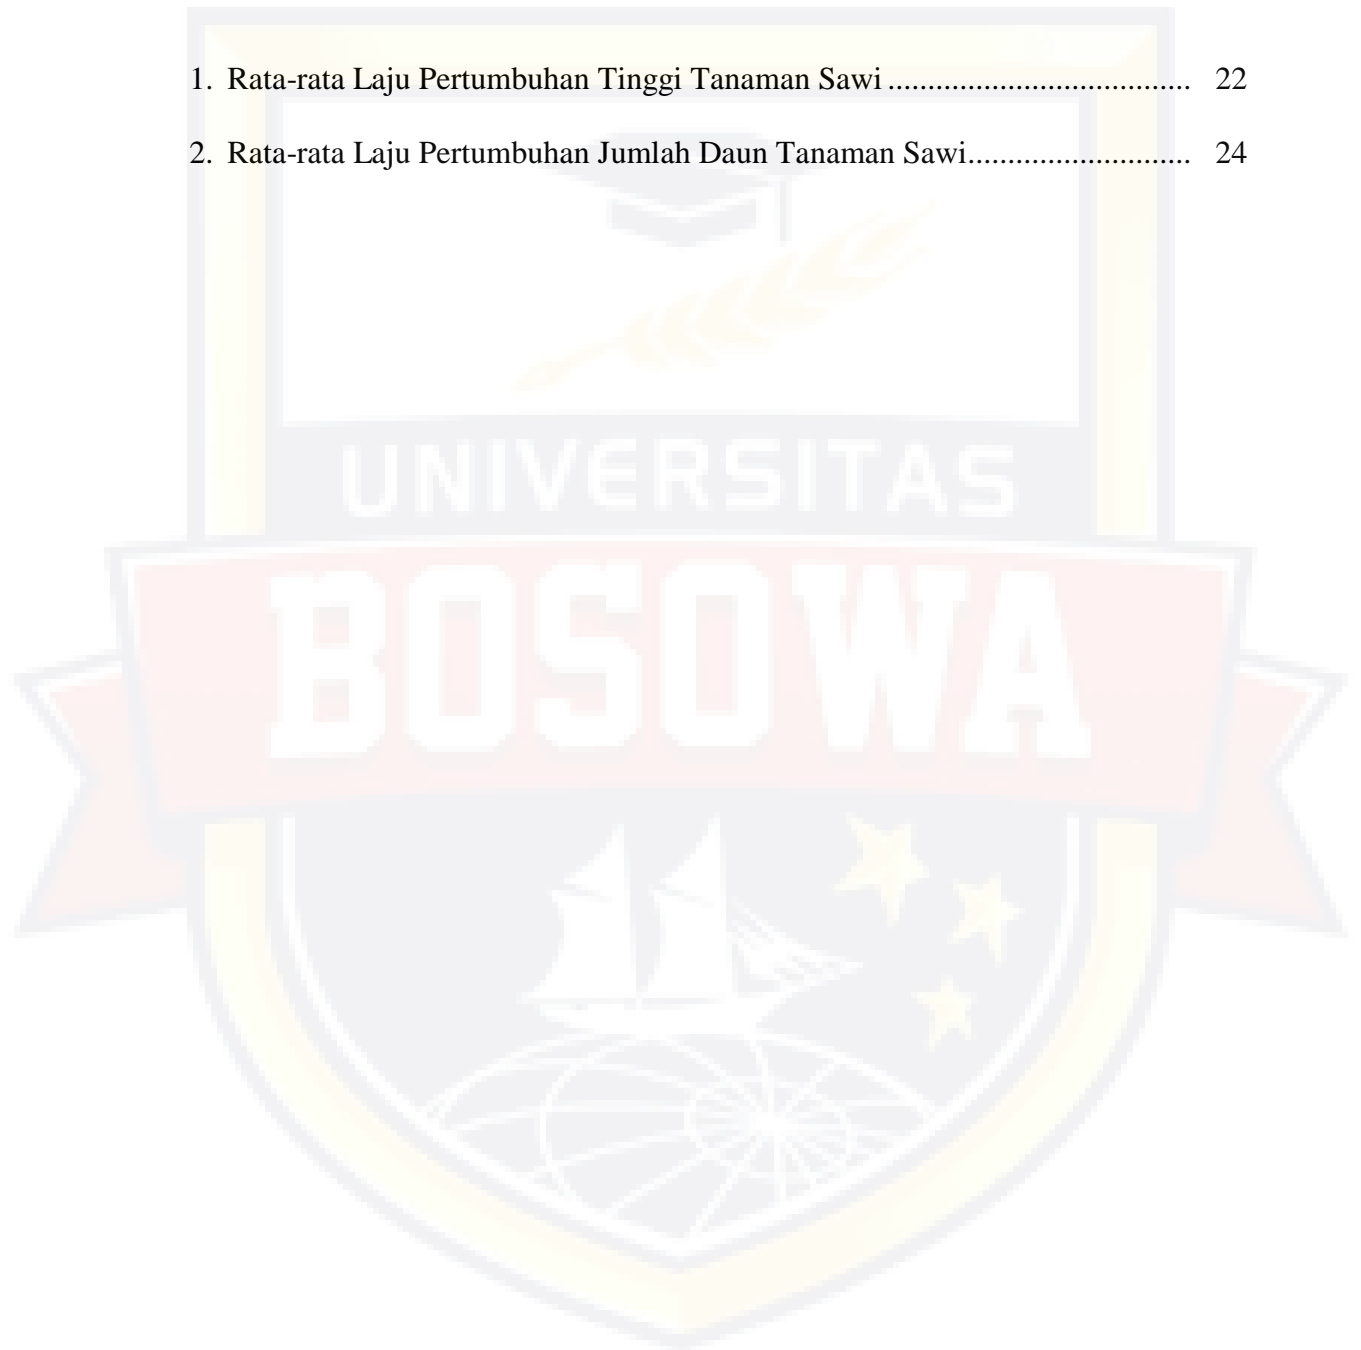 1. Rata-rata Laju Pertumbuhan Tinggi Tanaman Sawi ...................................... 22
2. Rata-rata Laju Pertumbuhan Jumlah Daun Tanaman Sawi............................ 24
UNIVERSITAS
BOSOWA